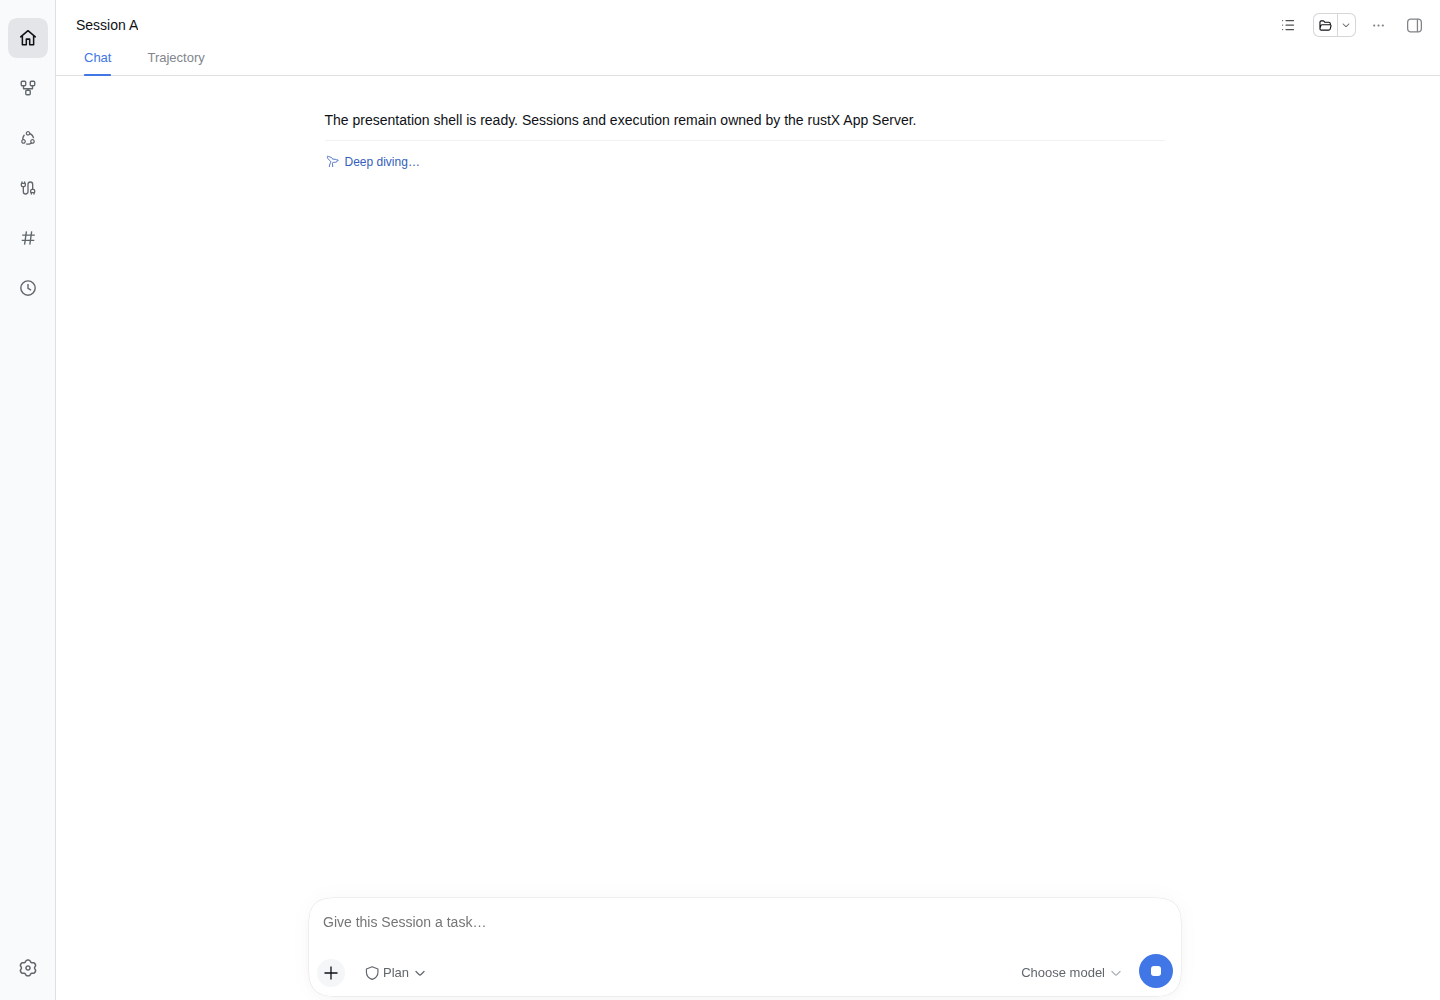 Session A
Chat
Trajectory
The presentation shell is ready. Sessions and execution remain owned by the rustX App Server.
Deep diving…
Give this Session a task…
Plan
Choose model